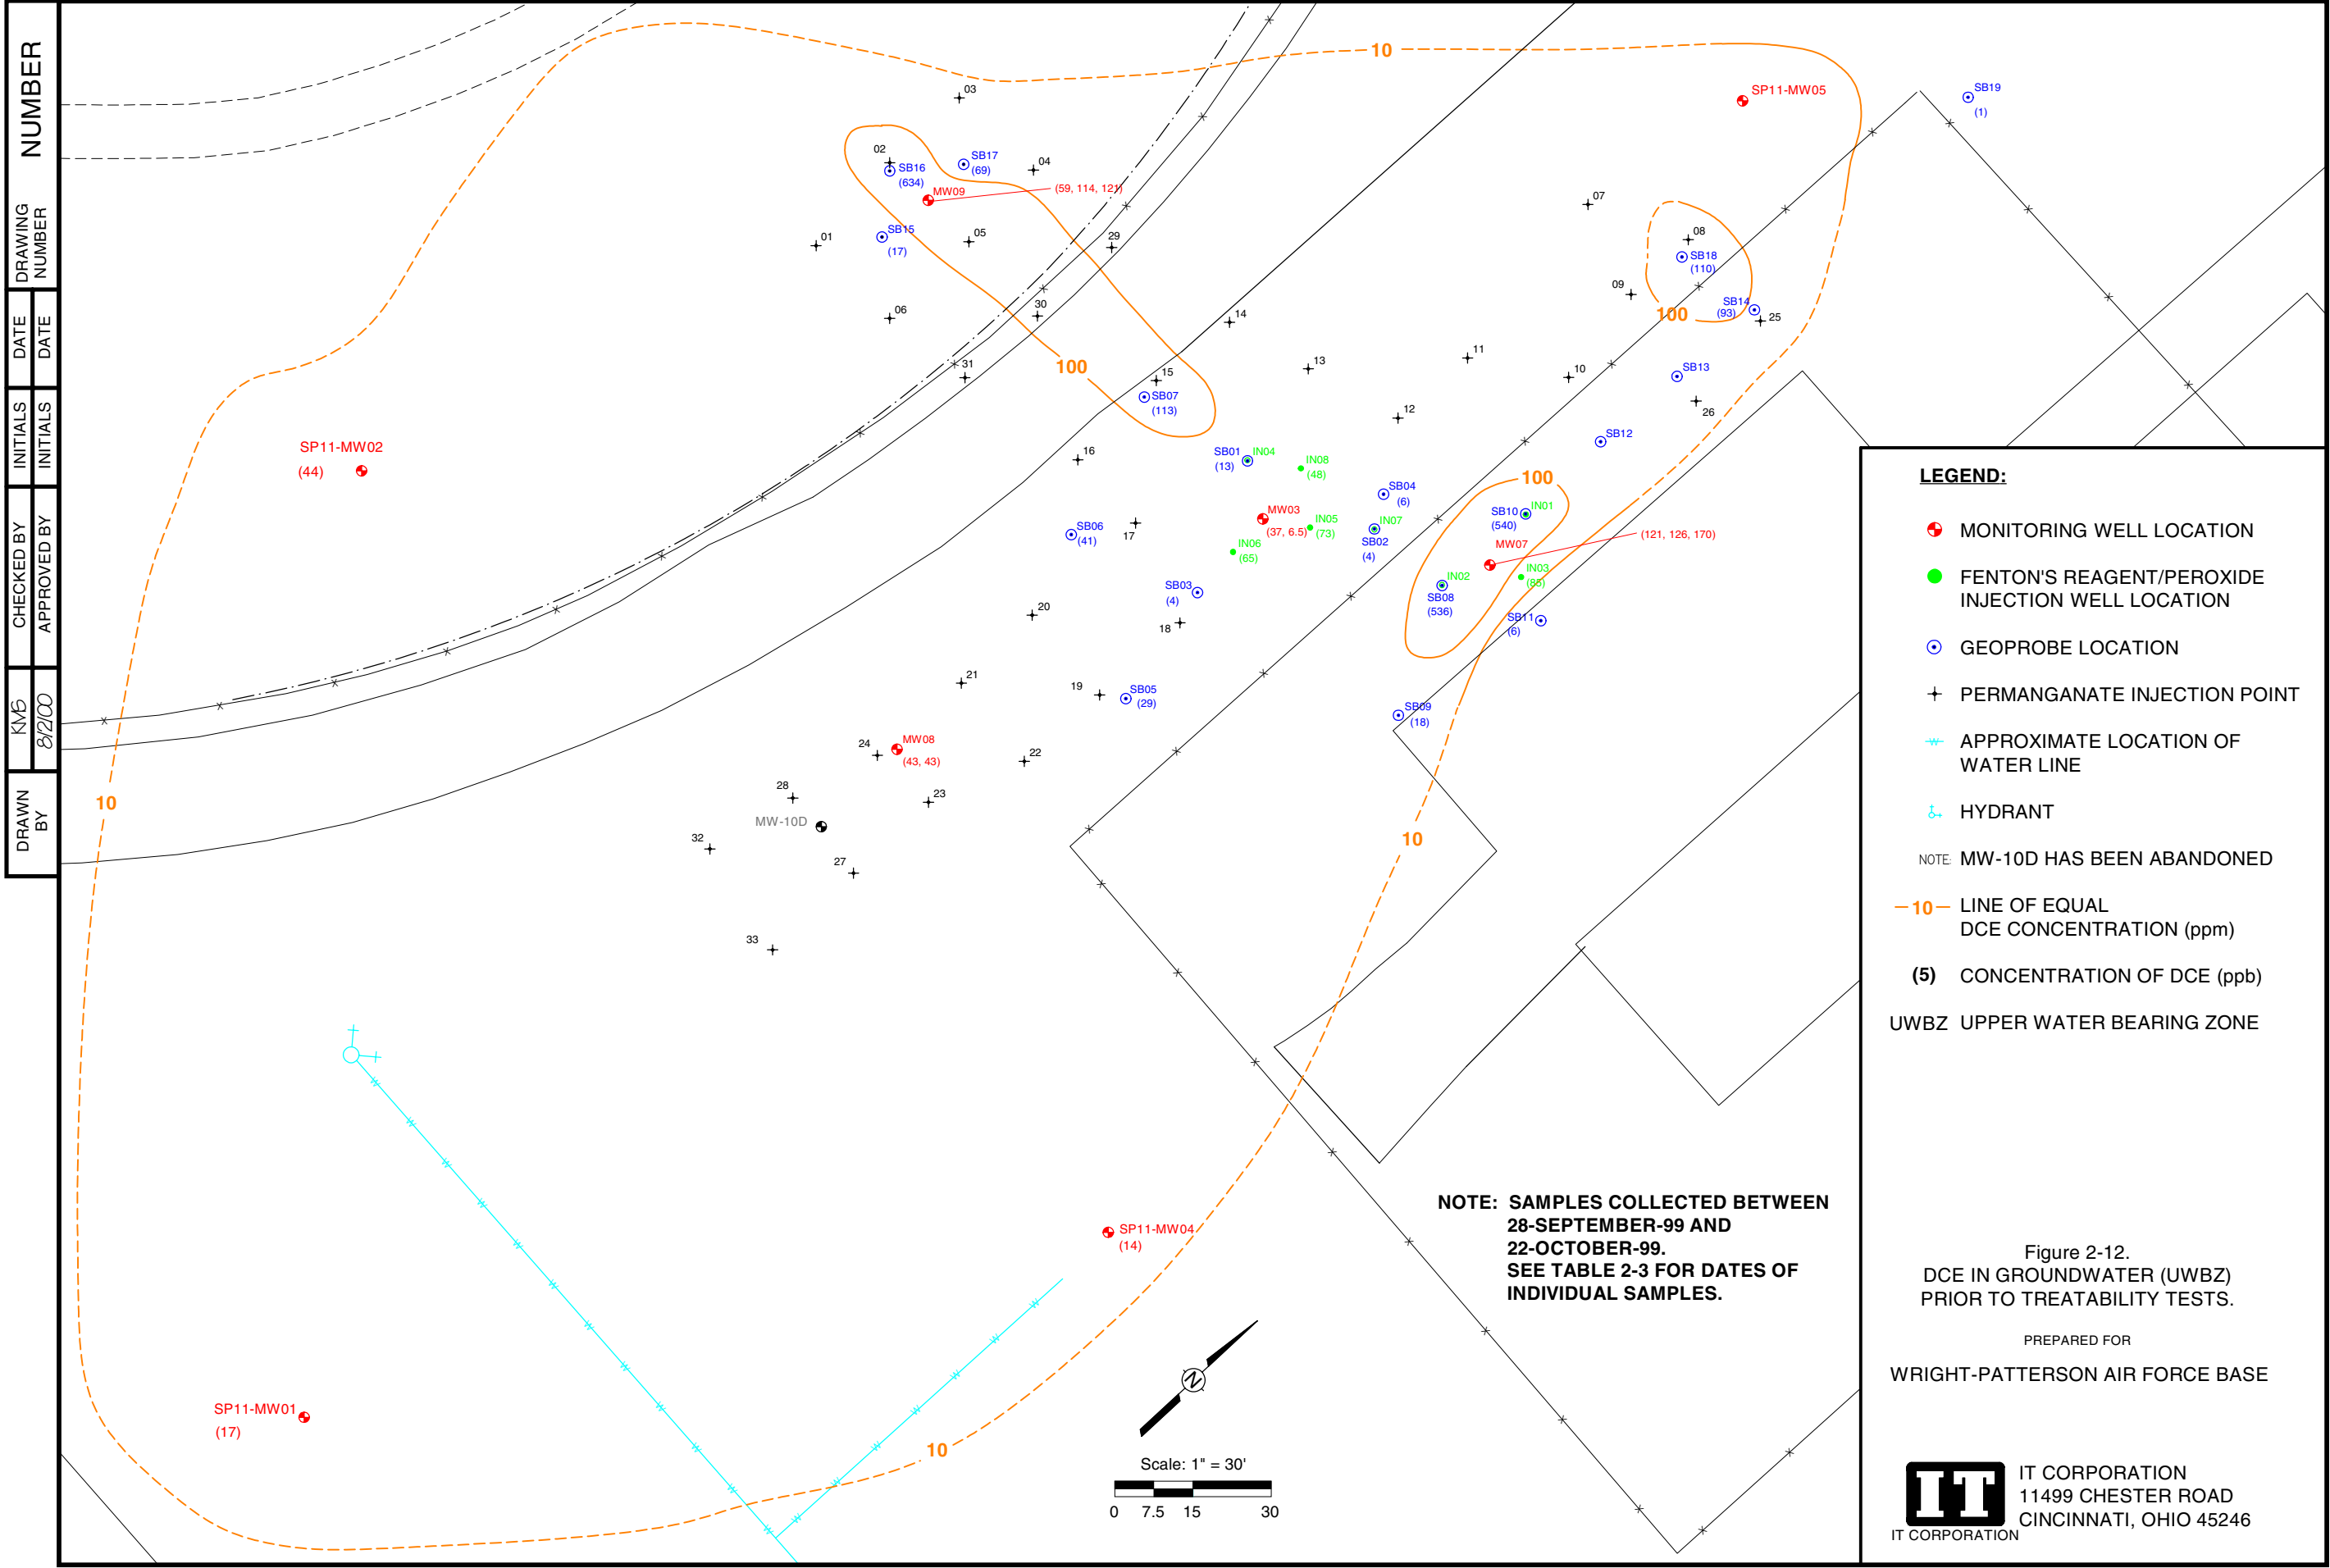 DRAWING NUMBER
NUMBER
DATE
DATE
INITIALS
INITIALS
CHECKED BY
APPROVED BY
KMS
8/2/00
DRAWN BY
10
03
SP11-MW05
SB19
(1)
02
SB16
(634)
SB17
(69)
04
MW09
(59, 114, 121)
07
01
SB15
(17)
05
29
08
SB18
(110)
09
SB14
(93)
25
100
06
30
14
31
100
15
SB07
(113)
13
11
10
SB13
26
12
SB12
SP11-MW02
(44)
16
SB01
(13)
IN04
IN08
(48)
SB04
(6)
100
SB10
(540)
IN01
SB06
(41)
17
MW03
(37, 6.5)
IN05
(73)
IN07
SB02
(4)
IN06
(65)
MW07
(121, 126, 170)
IN02
SB08
(536)
IN03
(85)
SB03
(4)
SB11
(6)
20
18
21
19
SB05
(29)
SB09
(18)
24
MW08
(43, 43)
22
28
23
MW-10D
10
10
32
27
33
SP11-MW04
(14)
SP11-MW01
(17)
10
N
Scale: 1" = 30'
0 7.5 15 30
NOTE: SAMPLES COLLECTED BETWEEN
28-SEPTEMBER-99 AND
22-OCTOBER-99.
SEE TABLE 2-3 FOR DATES OF
INDIVIDUAL SAMPLES.
LEGEND:
MONITORING WELL LOCATION
FENTON'S REAGENT/PEROXIDE
INJECTION WELL LOCATION
GEOPROBE LOCATION
PERMANGANATE INJECTION POINT
W APPROXIMATE LOCATION OF
WATER LINE
HYDRANT
NOTE: MW-10D HAS BEEN ABANDONED
10 LINE OF EQUAL
DCE CONCENTRATION (ppm)
(5) CONCENTRATION OF DCE (ppb)
UWBZ UPPER WATER BEARING ZONE
Figure 2-12.
DCE IN GROUNDWATER (UWBZ)
PRIOR TO TREATABILITY TESTS.
PREPARED FOR
WRIGHT-PATTERSON AIR FORCE BASE
IT
IT CORPORATION
IT CORPORATION
11499 CHESTER ROAD
CINCINNATI, OHIO 45246